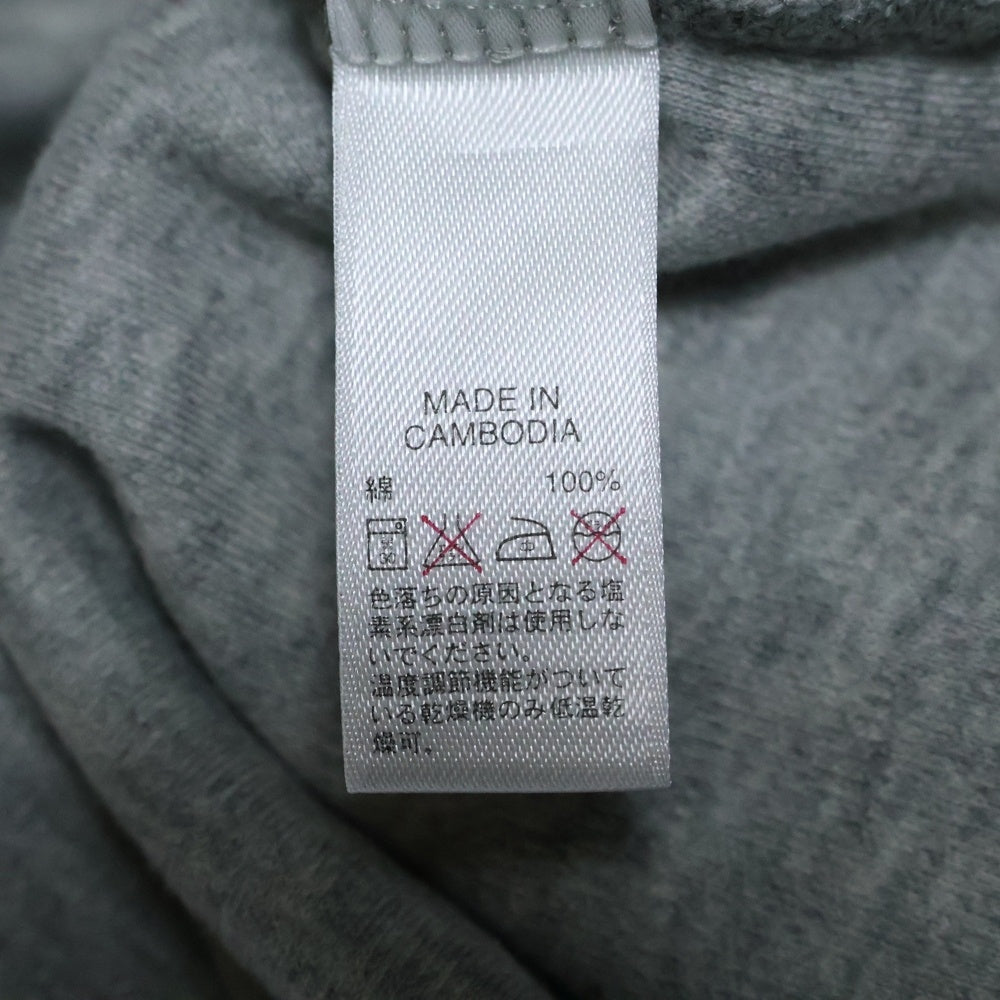 MADE IN
CAMBODIA
綿 100%
色落ちの原因となる塩
素系漂白剤は使用しな
いでください。
温度調節機能がついて
いる乾燥機のみ低温乾
燥可。